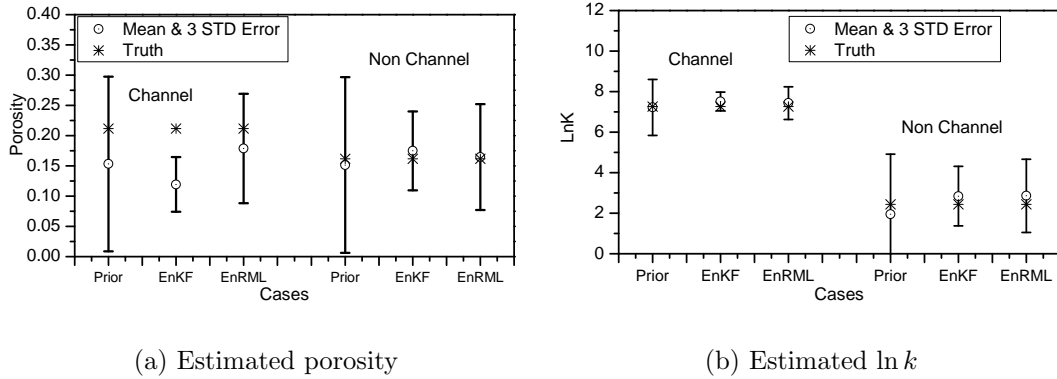 0.40
0.35
0.30
0.25
0.20
0.15
0.10
0.05
0.00
Porosity
Mean & 3 STD Error
Truth
Channel
Non Channel
Prior EnKF EnRML Prior EnKF EnRML
Cases
(a) Estimated porosity
12
10
8
6
4
2
0
LnK
Mean & 3 STD Error
Truth
Channel
Non Channel
Prior EnKF EnRML Prior EnKF EnRML
Cases
(b) Estimated ln k